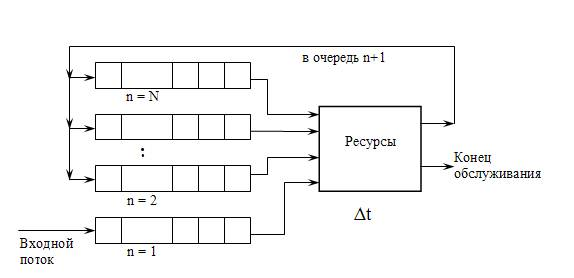 в очередь n+1
n = N
:
Ресурсы
n = 2
Конец
обслуживания
Δt
n = 1
Входной
поток